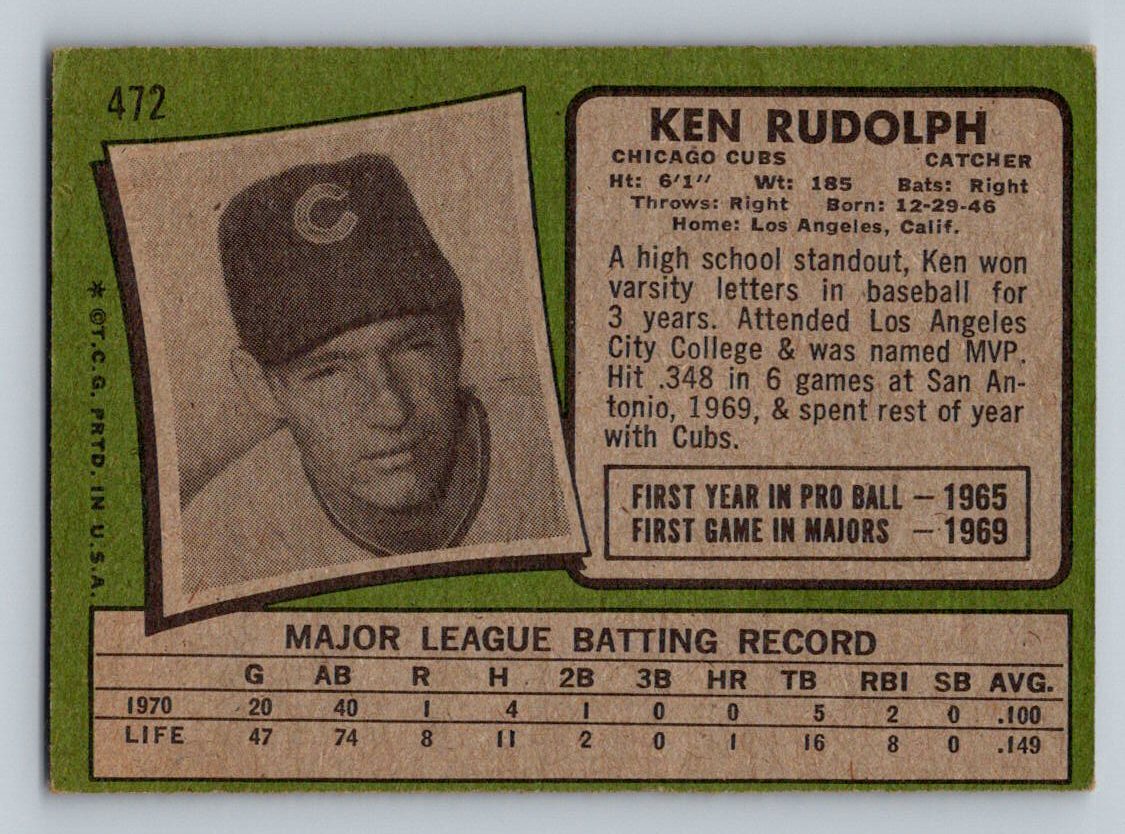 472
C
KEN RUDOLPH
CHICAGO CUBS CATCHER
Ht: 6'1" Wt: 185 Bats: Right
Throws: Right Born: 12-29-46
Home: Los Angeles, Calif.
A high school standout, Ken won
varsity letters in baseball for
3 years. Attended Los Angeles
City College & was named MVP.
Hit .348 in 6 games at San An-
tonio, 1969, & spent rest of year
with Cubs.
FIRST YEAR IN PRO BALL – 1965
FIRST GAME IN MAJORS – 1969
* ©T.C.G. PRTD. IN U.S.A.
MAJOR LEAGUE BATTING RECORD
G AB R H 2B 3B HR TB RBI SB AVG.
1970 20 40 1 4 1 0 0 5 2 0 .100
LIFE 47 74 8 11 2 0 1 16 8 0 .149